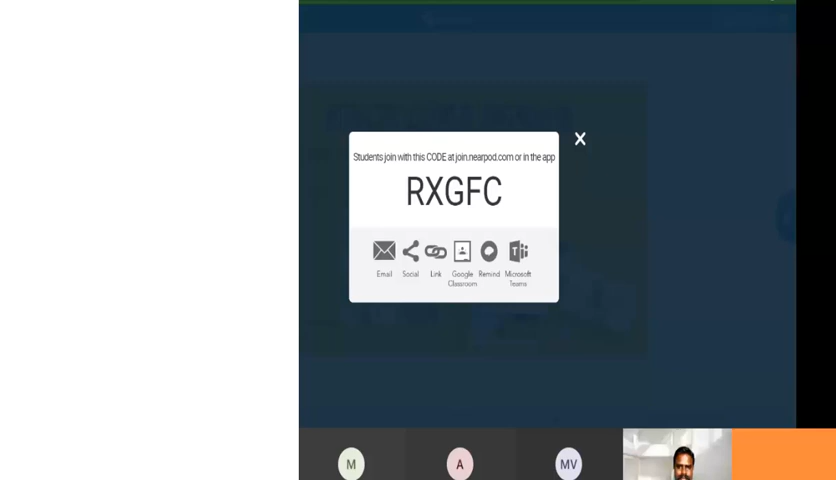 Students join with this CODE at join.nearpod.com or in the app
RXGFC
Email Social Link Google Classroom Remind Microsoft Teams
M A MV